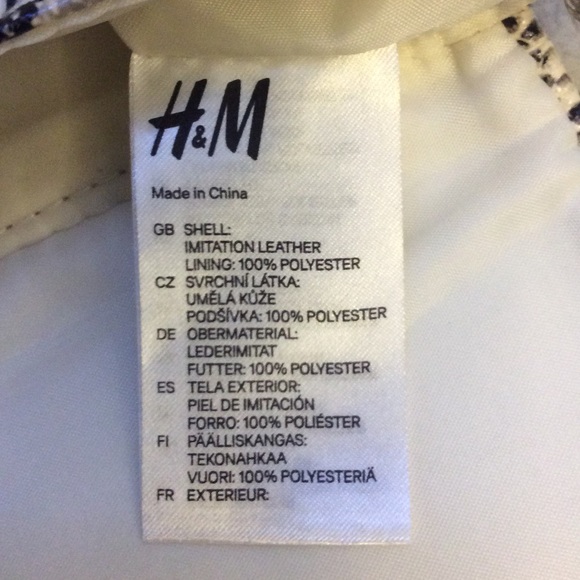 H&M
Made in China
GB SHELL:
IMITATION LEATHER
LINING: 100% POLYESTER
CZ SVRCHNÍ LÁTKA:
UMĚLÁ KŮŽE
PODŠÍVKA: 100% POLYESTER
DE OBERMATERIAL:
LEDERIMITAT
FUTTER: 100% POLYESTER
ES TELA EXTERIOR:
PIEL DE IMITACIÓN
FORRO: 100% POLIÉSTER
FI PÄÄLLISKANGAS:
TEKONAHKAA
VUORI: 100% POLYESTERIÄ
FR EXTERIEUR: